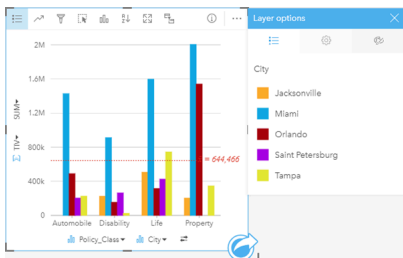 Layer options
City
Jacksonville
Miami
Orlando
Saint Petersburg
Tampa
2M
1.6M
1.2M
800k
400k
0
SUM
TIV
= 644,466
Automobile Disability Life Property
Policy_Class City